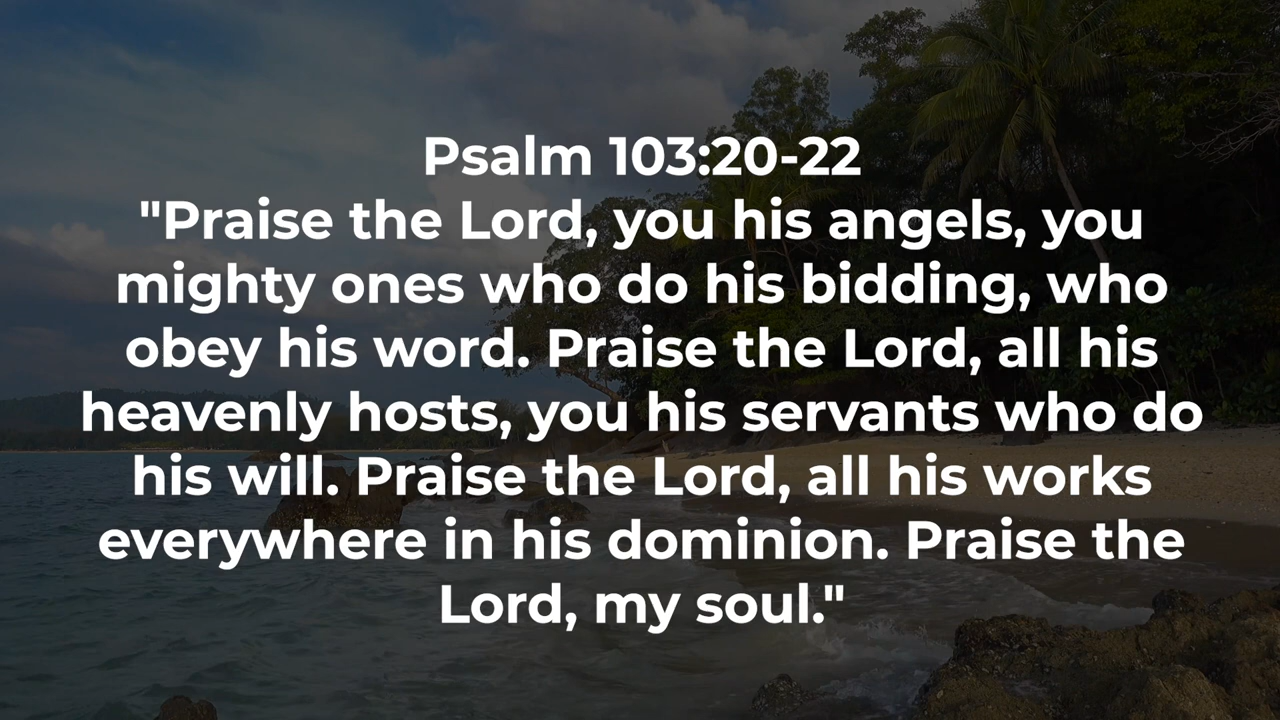 Psalm 103:20-22
"Praise the Lord, you his angels, you
mighty ones who do his bidding, who
obey his word. Praise the Lord, all his
heavenly hosts, you his servants who do
his will. Praise the Lord, all his works
everywhere in his dominion. Praise the
Lord, my soul."